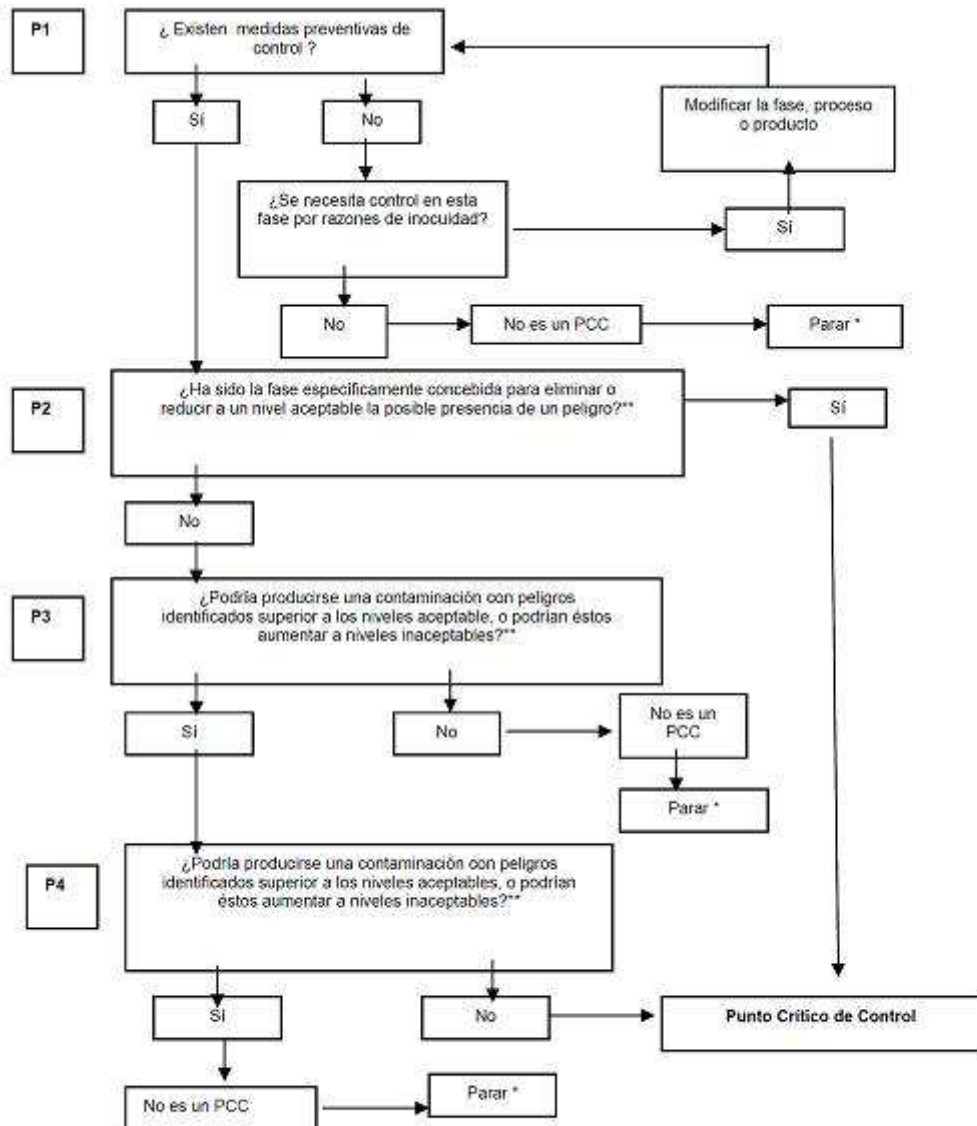 P1
¿ Existen medidas preventivas de
control ?
Sí
No
Modificar la fase, proceso
o producto
¿Se necesita control en esta
fase por razones de inocuidad?
Sí
No
No es un PCC
Parar *
P2
¿Ha sido la fase específicamente concebida para eliminar o
reducir a un nivel aceptable la posible presencia de un peligro?**
Sí
No
P3
¿Podría producirse una contaminación con peligros
identificados superior a los niveles aceptable, o podrían éstos
aumentar a niveles inaceptables?**
Sí
No
No es un
PCC
Parar *
P4
¿Podría producirse una contaminación con peligros
identificados superior a los niveles aceptables, o podrían
éstos aumentar a niveles inaceptables?**
Sí
No
Punto Crítico de Control
No es un PCC
Parar *